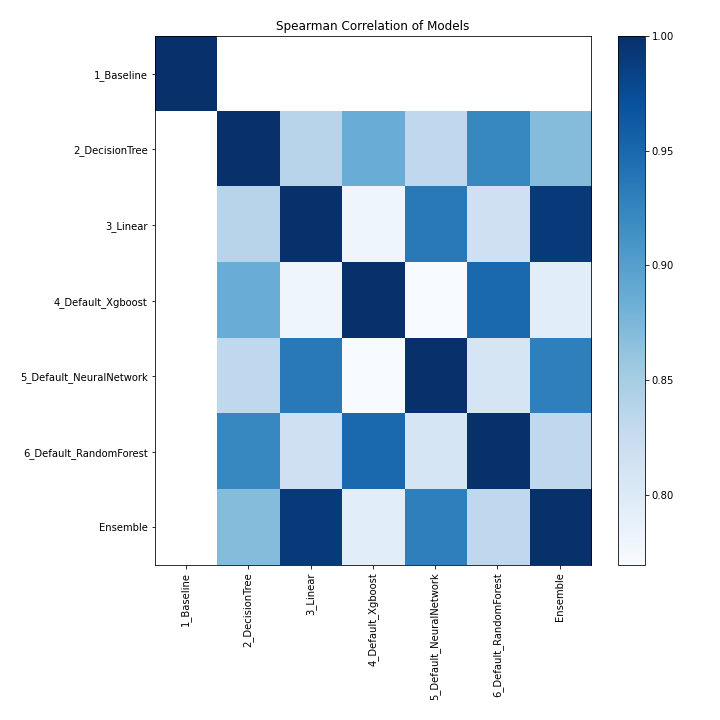 Spearman Correlation of Models
1_Baseline
2_DecisionTree
3_Linear
4_Default_Xgboost
5_Default_NeuralNetwork
6_Default_RandomForest
Ensemble
1_Baseline
2_DecisionTree
3_Linear
4_Default_Xgboost
5_Default_NeuralNetwork
6_Default_RandomForest
Ensemble
1.00
0.95
0.90
0.85
0.80